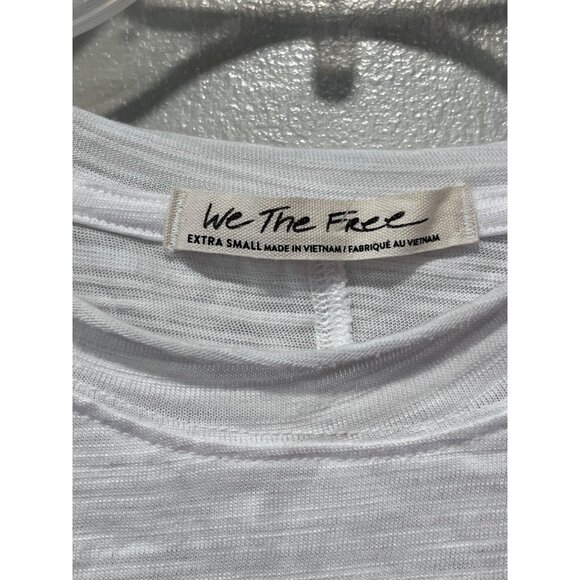 We The Free
EXTRA SMALL MADE IN VIETNAM / FABRIQUÉ AU VIETNAM